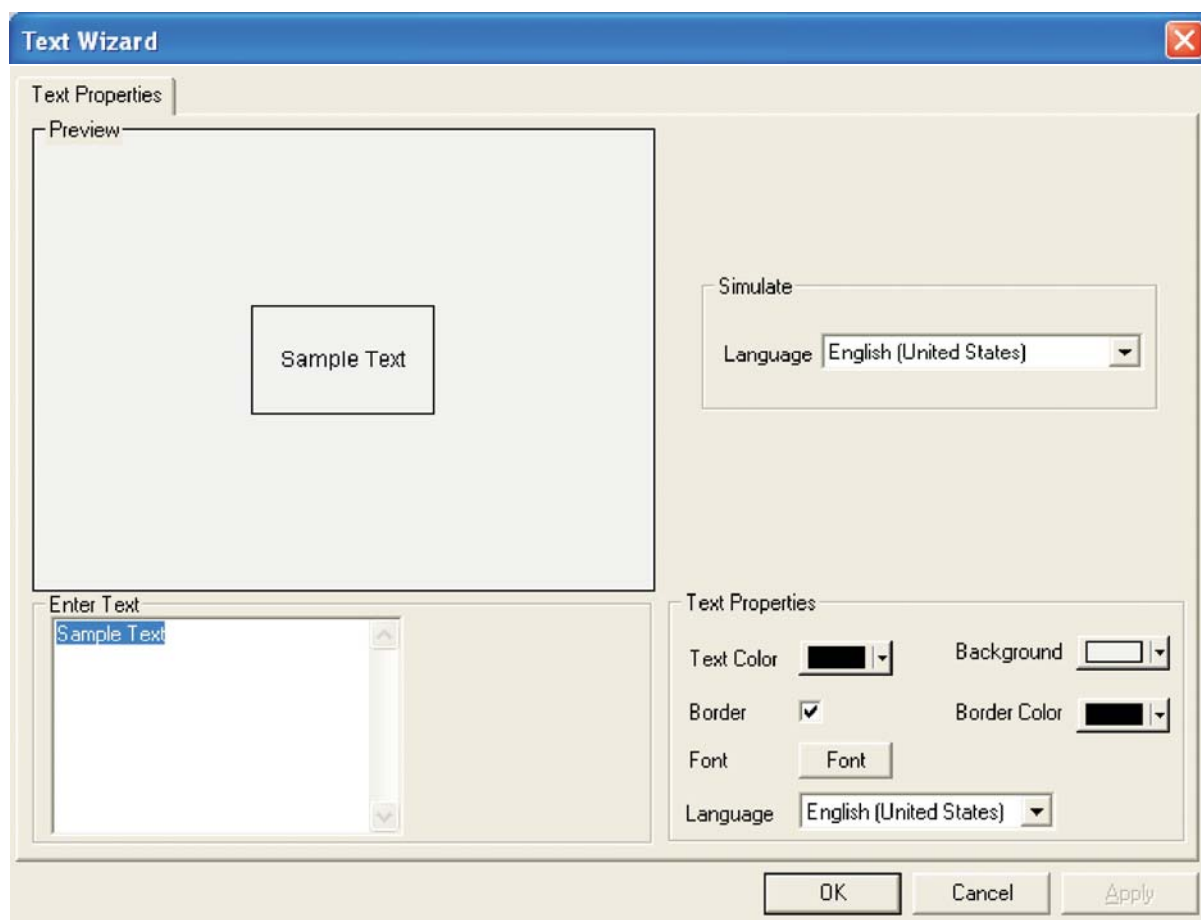 Text Wizard
Text Properties
Preview
Sample Text
Simulate
Language English (United States)
Enter Text
Sample Text
Text Properties
Text Color
Background
Border
Border Color
Font Font
Language English (United States)
OK Cancel Apply